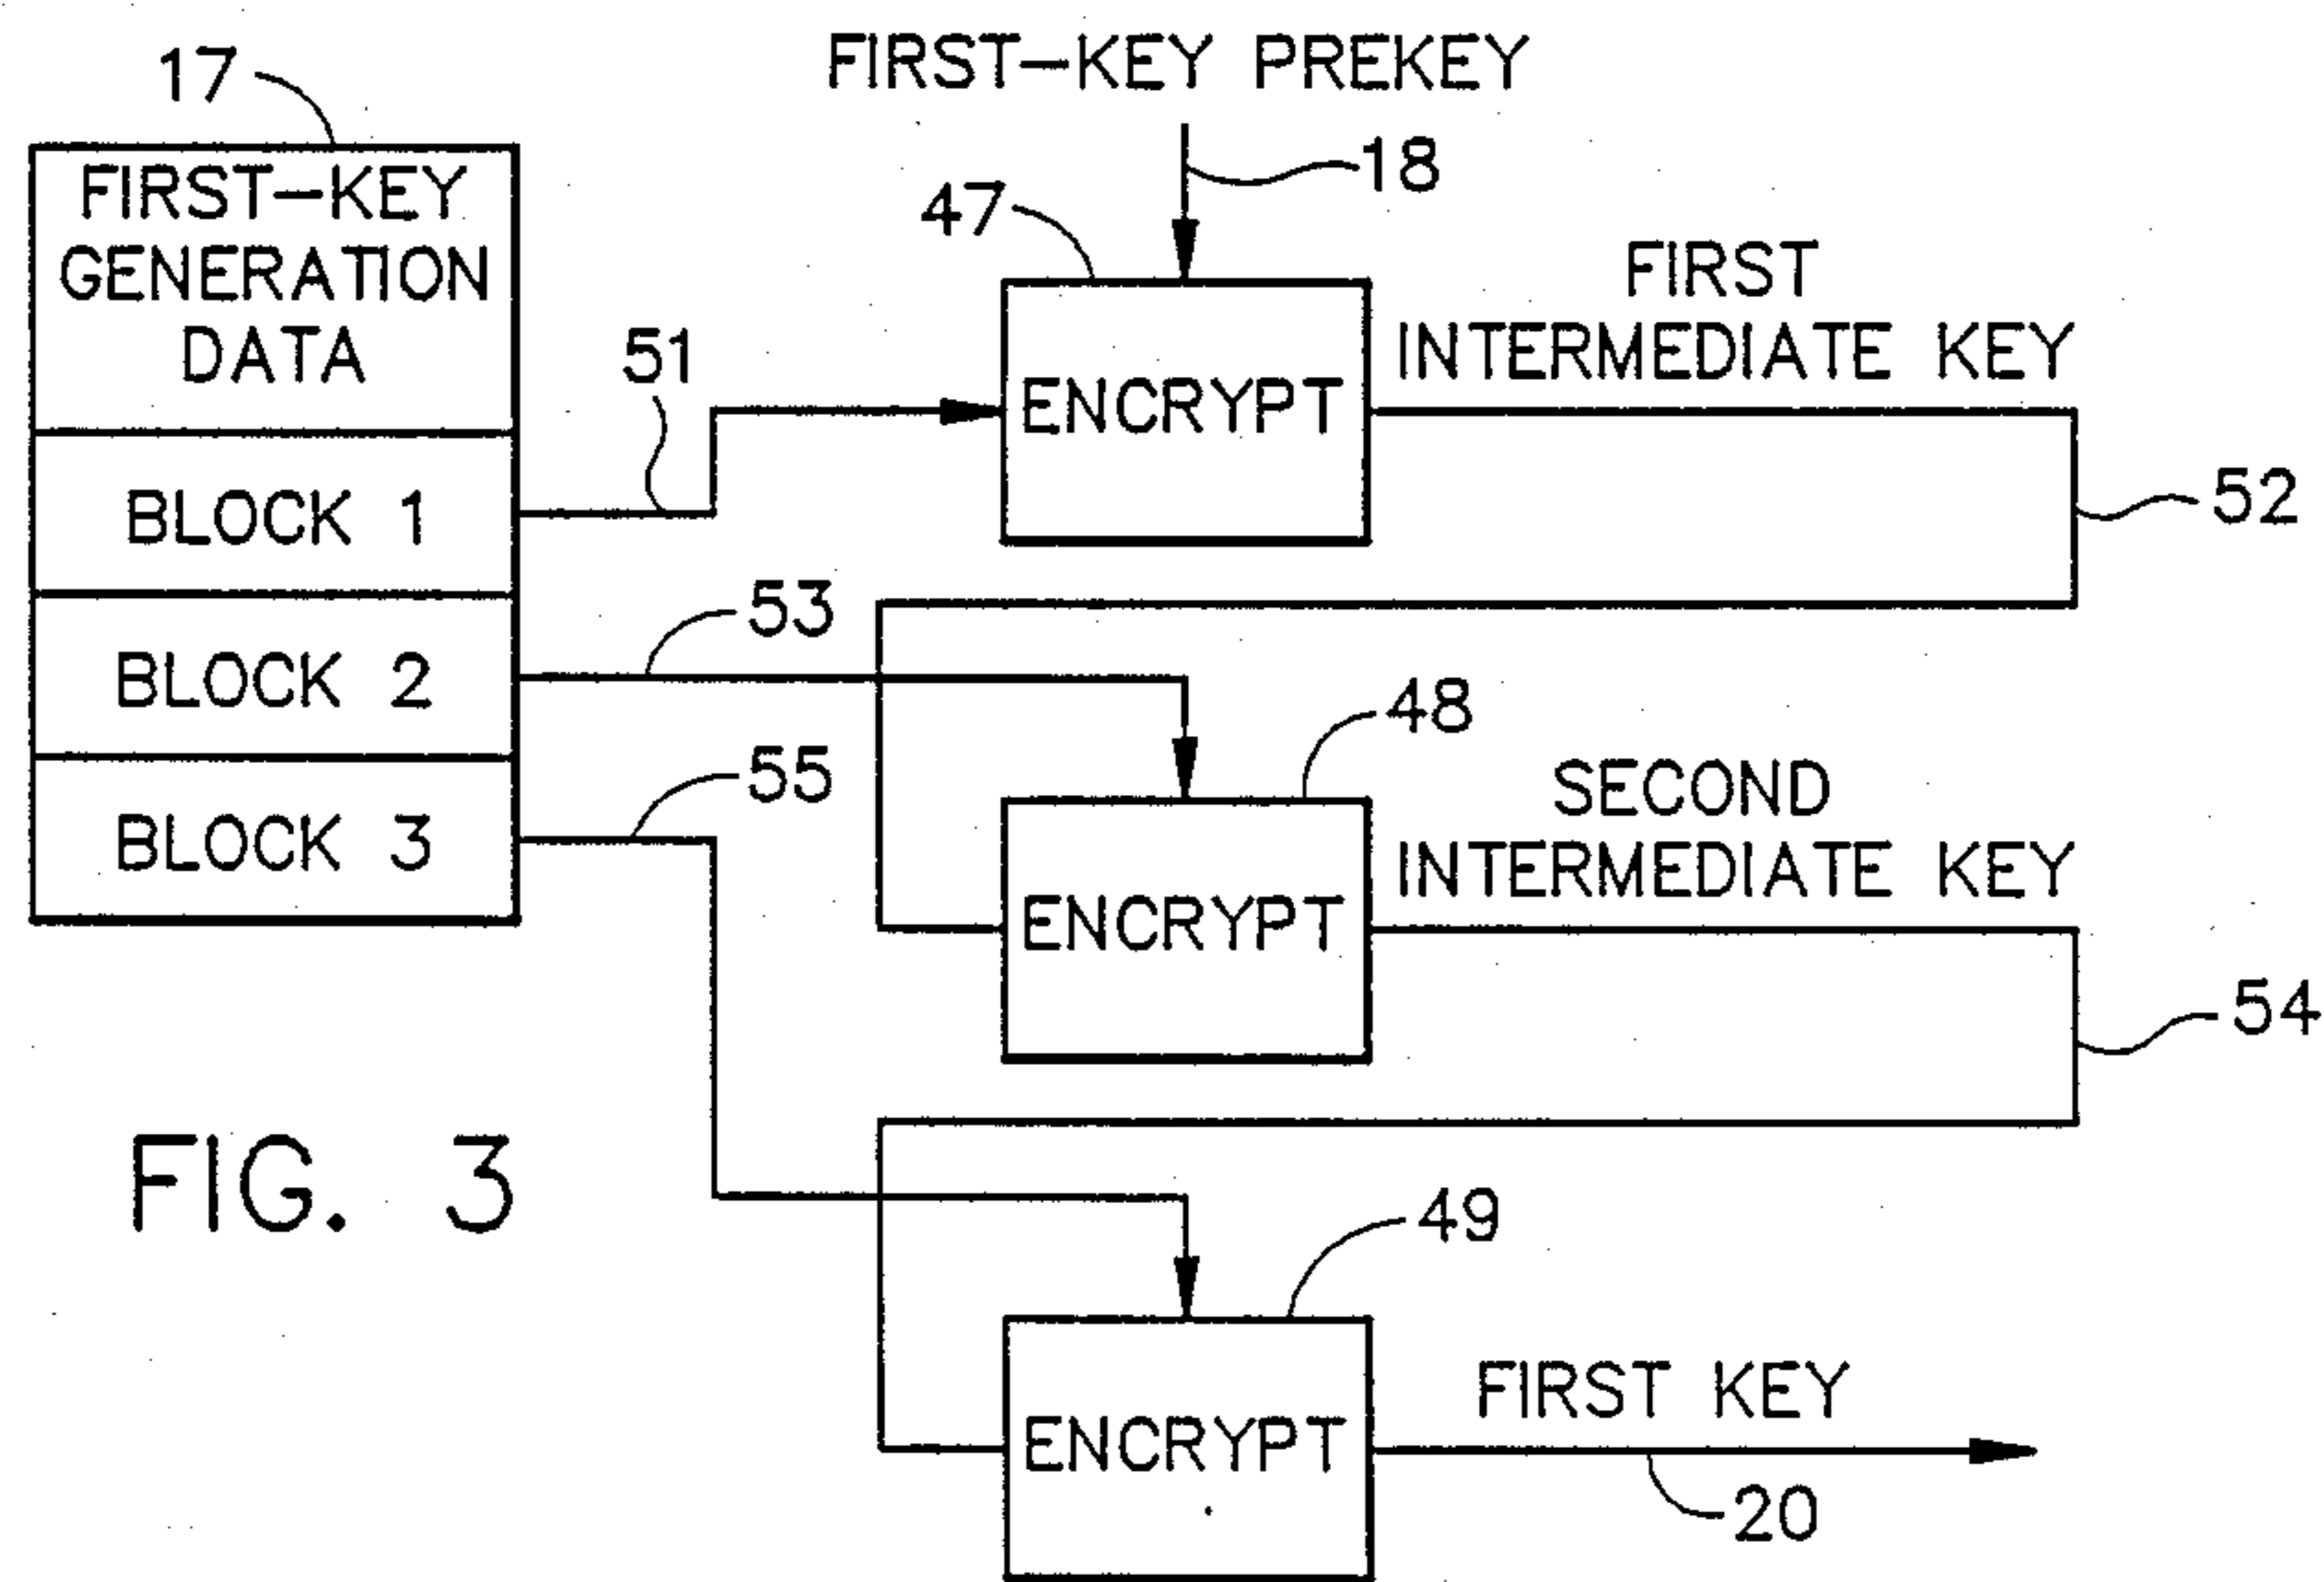 17
FIRST-KEY PREKEY
18
FIRST-KEY
GENERATION
DATA
47
51
ENCRYPT
FIRST
INTERMEDIATE KEY
BLOCK 1
52
53
BLOCK 2
48
55
BLOCK 3
SECOND
INTERMEDIATE KEY
ENCRYPT
54
FIG. 3
49
ENCRYPT
FIRST KEY
20